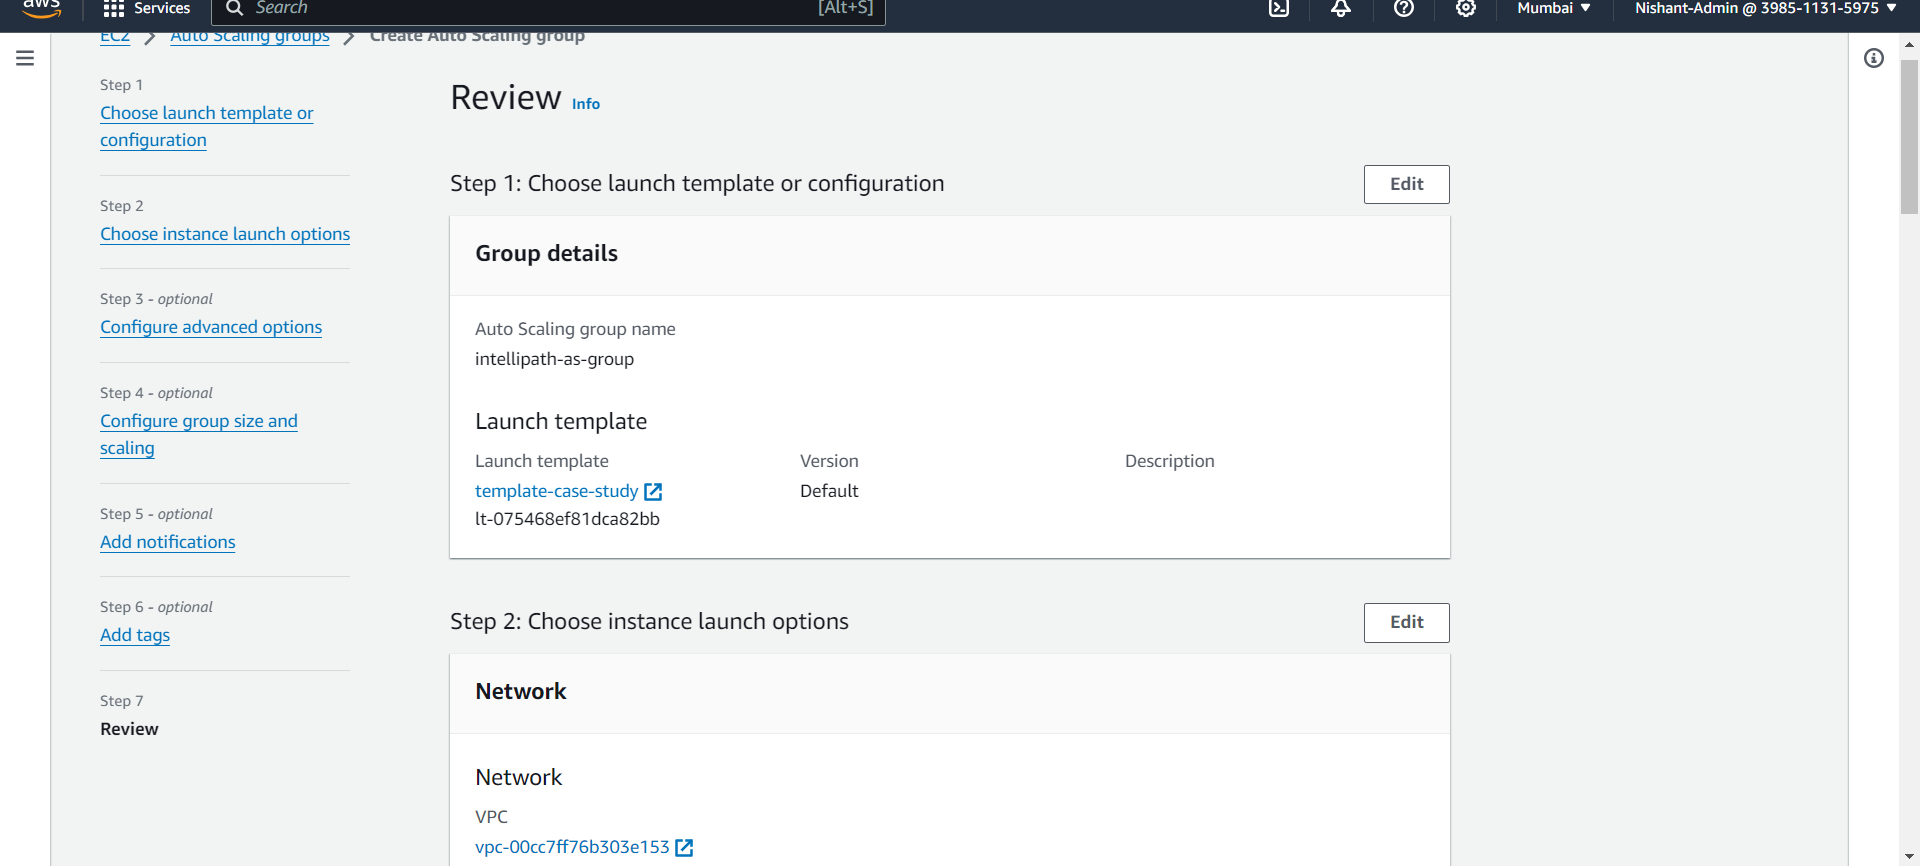 aws
Services
Search
[Alt+S]
Mumbai
Nishant-Admin @ 3985-1131-5975
EC2
Auto Scaling groups
Create Auto Scaling group
Step 1
Choose launch template or
configuration
Step 2
Choose instance launch options
Step 3 - optional
Configure advanced options
Step 4 - optional
Configure group size and
scaling
Step 5 - optional
Add notifications
Step 6 - optional
Add tags
Step 7
Review
Review Info
Step 1: Choose launch template or configuration
Edit
Group details
Auto Scaling group name
intellipath-as-group
Launch template
Launch template
Version
Description
template-case-study
Default
lt-075468ef81dca82bb
Step 2: Choose instance launch options
Edit
Network
Network
VPC
vpc-00cc7ff76b303e153